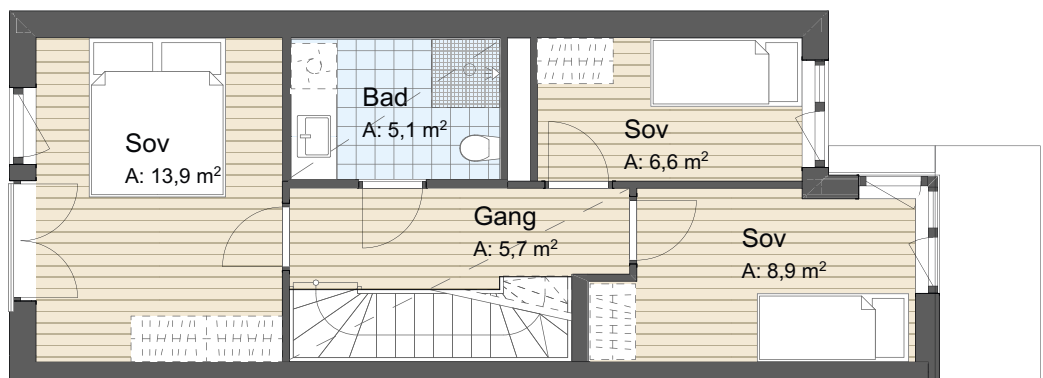 Sov
A: 13,9 m²
Bad
A: 5,1 m²
Sov
A: 6,6 m²
Gang
A: 5,7 m²
Sov
A: 8,9 m²